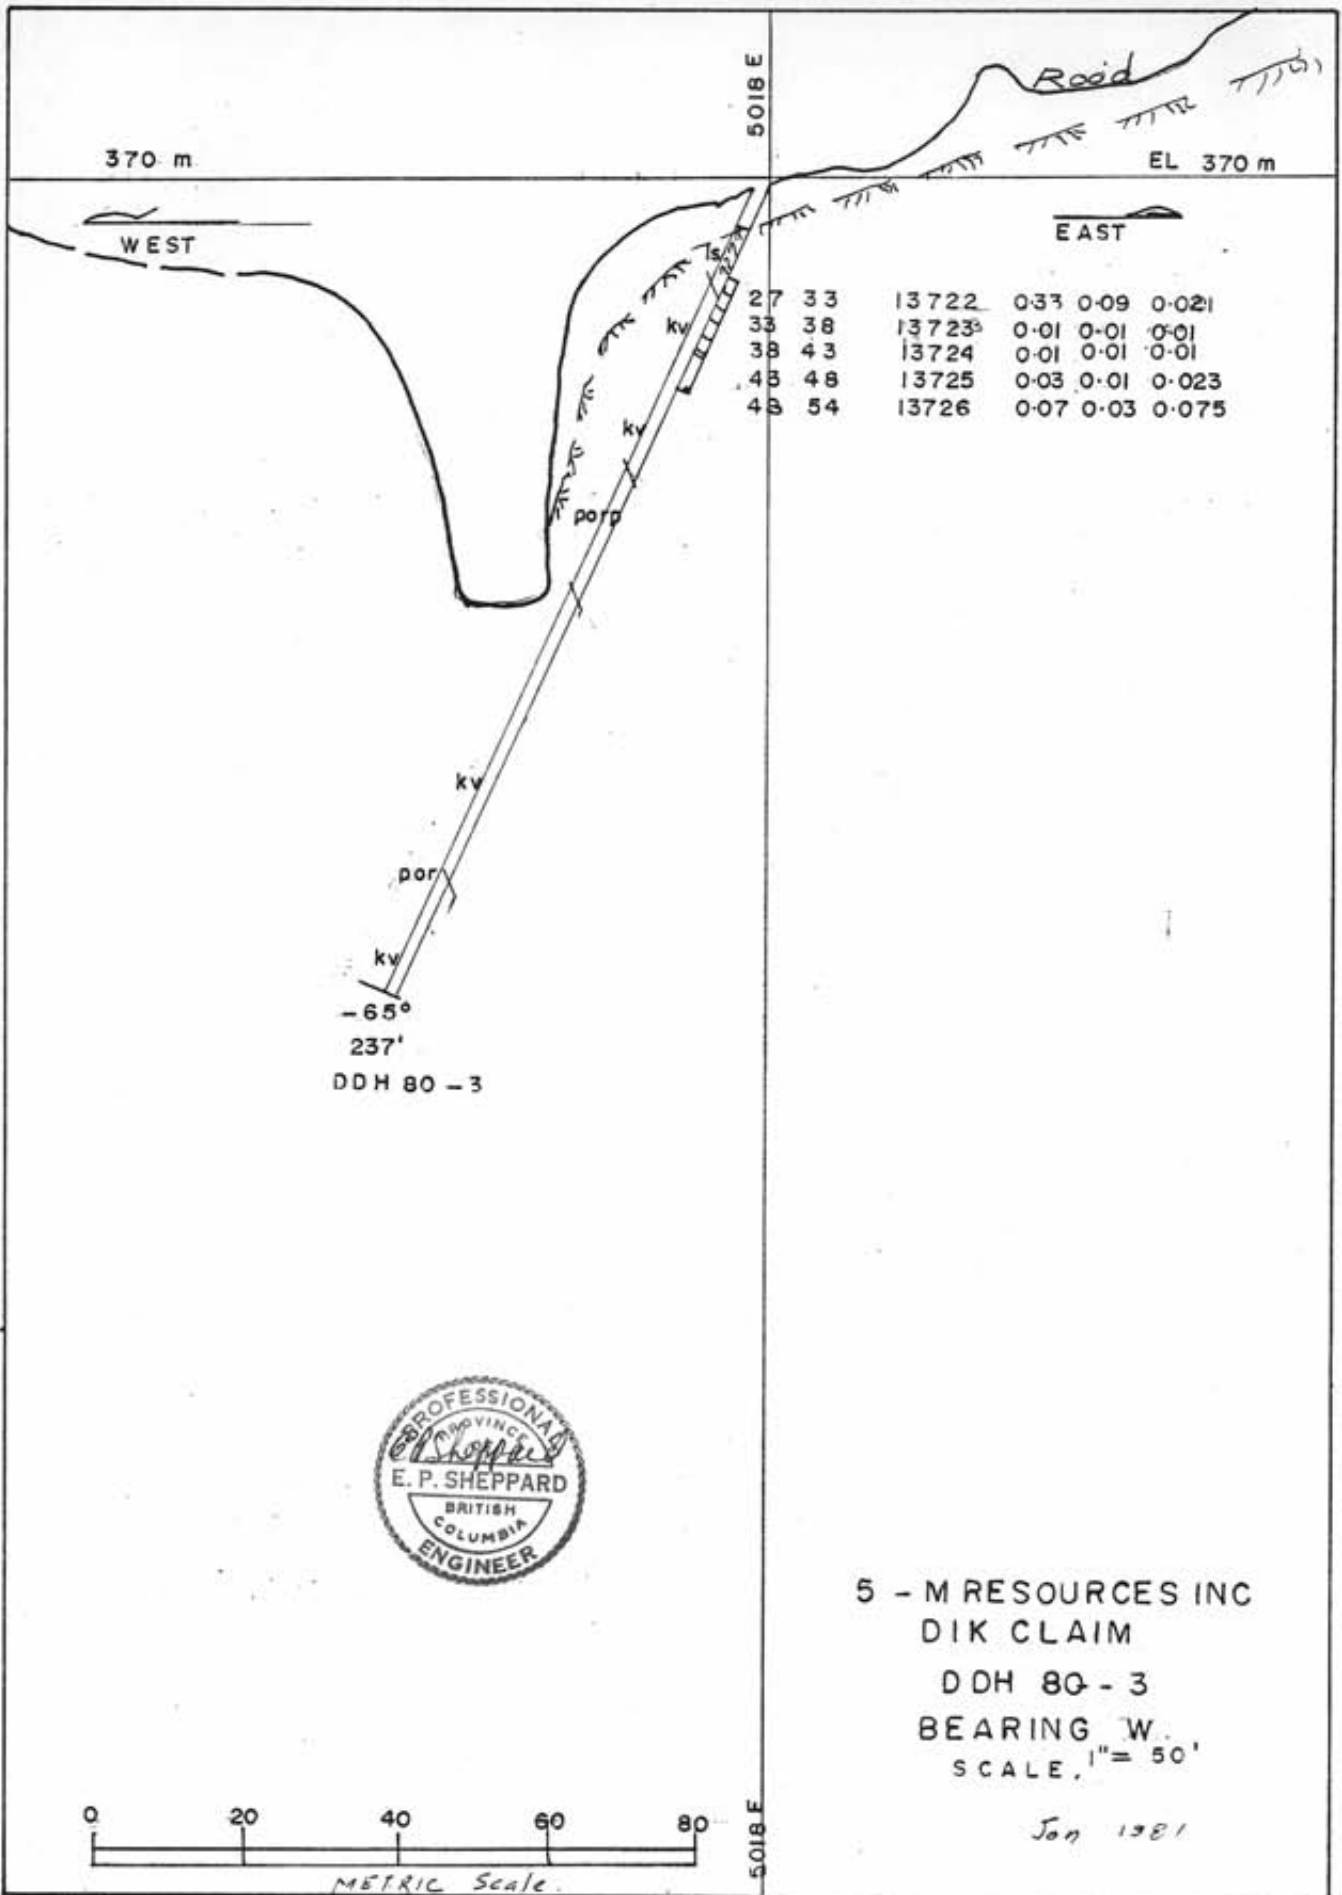 5018 E
Road
370 m
EL 370 m
WEST
EAST
ls
kv
27 33 13722 0.33 0.09 0.021
33 38 13723 0.01 0.01 0.01
38 43 13724 0.01 0.01 0.01
43 48 13725 0.03 0.01 0.023
48 54 13726 0.07 0.03 0.075
kv
porp
kv
por
kv
-65°
237'
DDH 80-3
PROFESSIONAL
PROVINCE
EP Sheppard
E. P. SHEPPARD
BRITISH
COLUMBIA
ENGINEER
5 - M RESOURCES INC
DIK CLAIM
DDH 80-3
BEARING W.
SCALE, 1" = 50'
Jan 1981
0 20 40 60 80
METRIC Scale.
5018 E